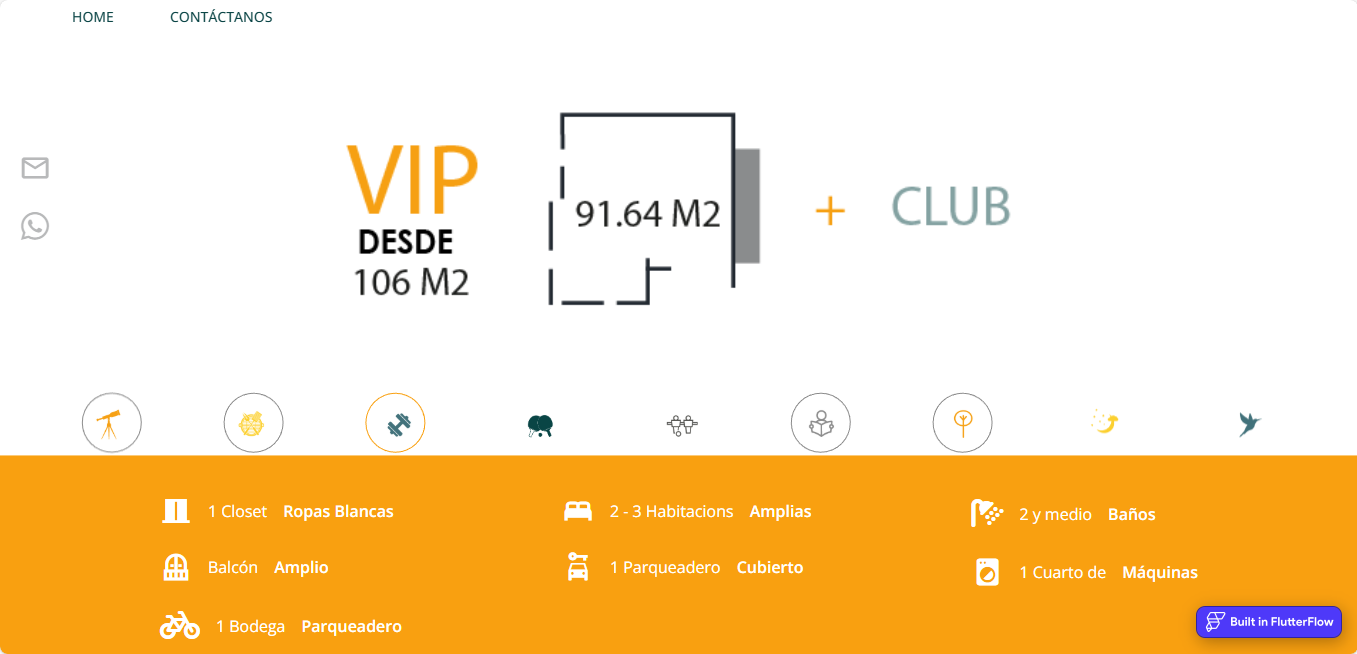 HOME
CONTÁCTANOS
VIP
DESDE
106 M2
91.64 M2
+
CLUB
1 Closet Ropas Blancas
2 - 3 Habitacions Amplias
2 y medio Baños
Balcón Amplio
1 Parqueadero Cubierto
1 Cuarto de Máquinas
1 Bodega Parqueadero
Built in FlutterFlow